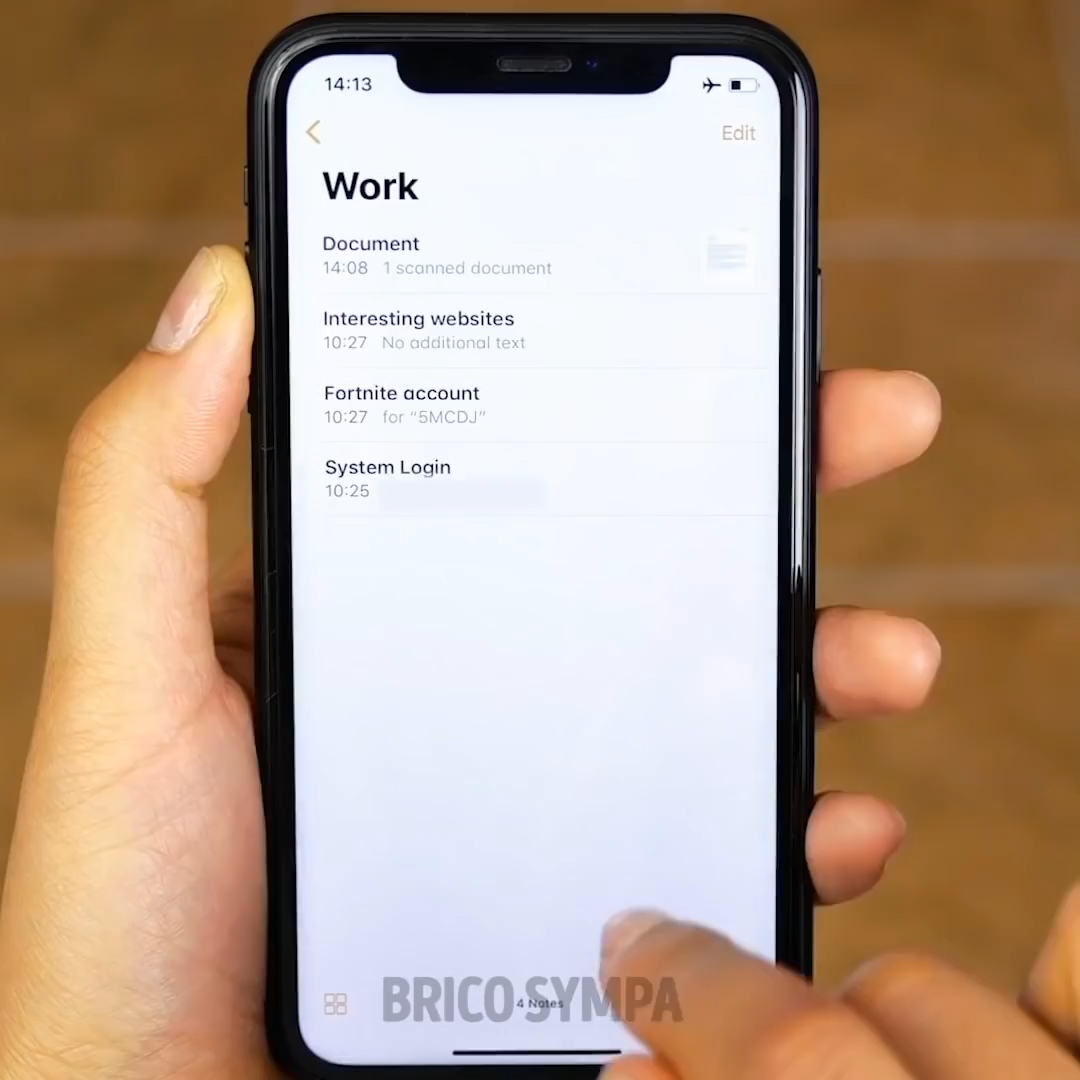 14:13
Edit
Work
Document
14:08 1 scanned document
Interesting websites
10:27 No additional text
Fortnite account
10:27 for “5MCDJ”
System Login
10:25
4 Notes
BRICO SYMPA